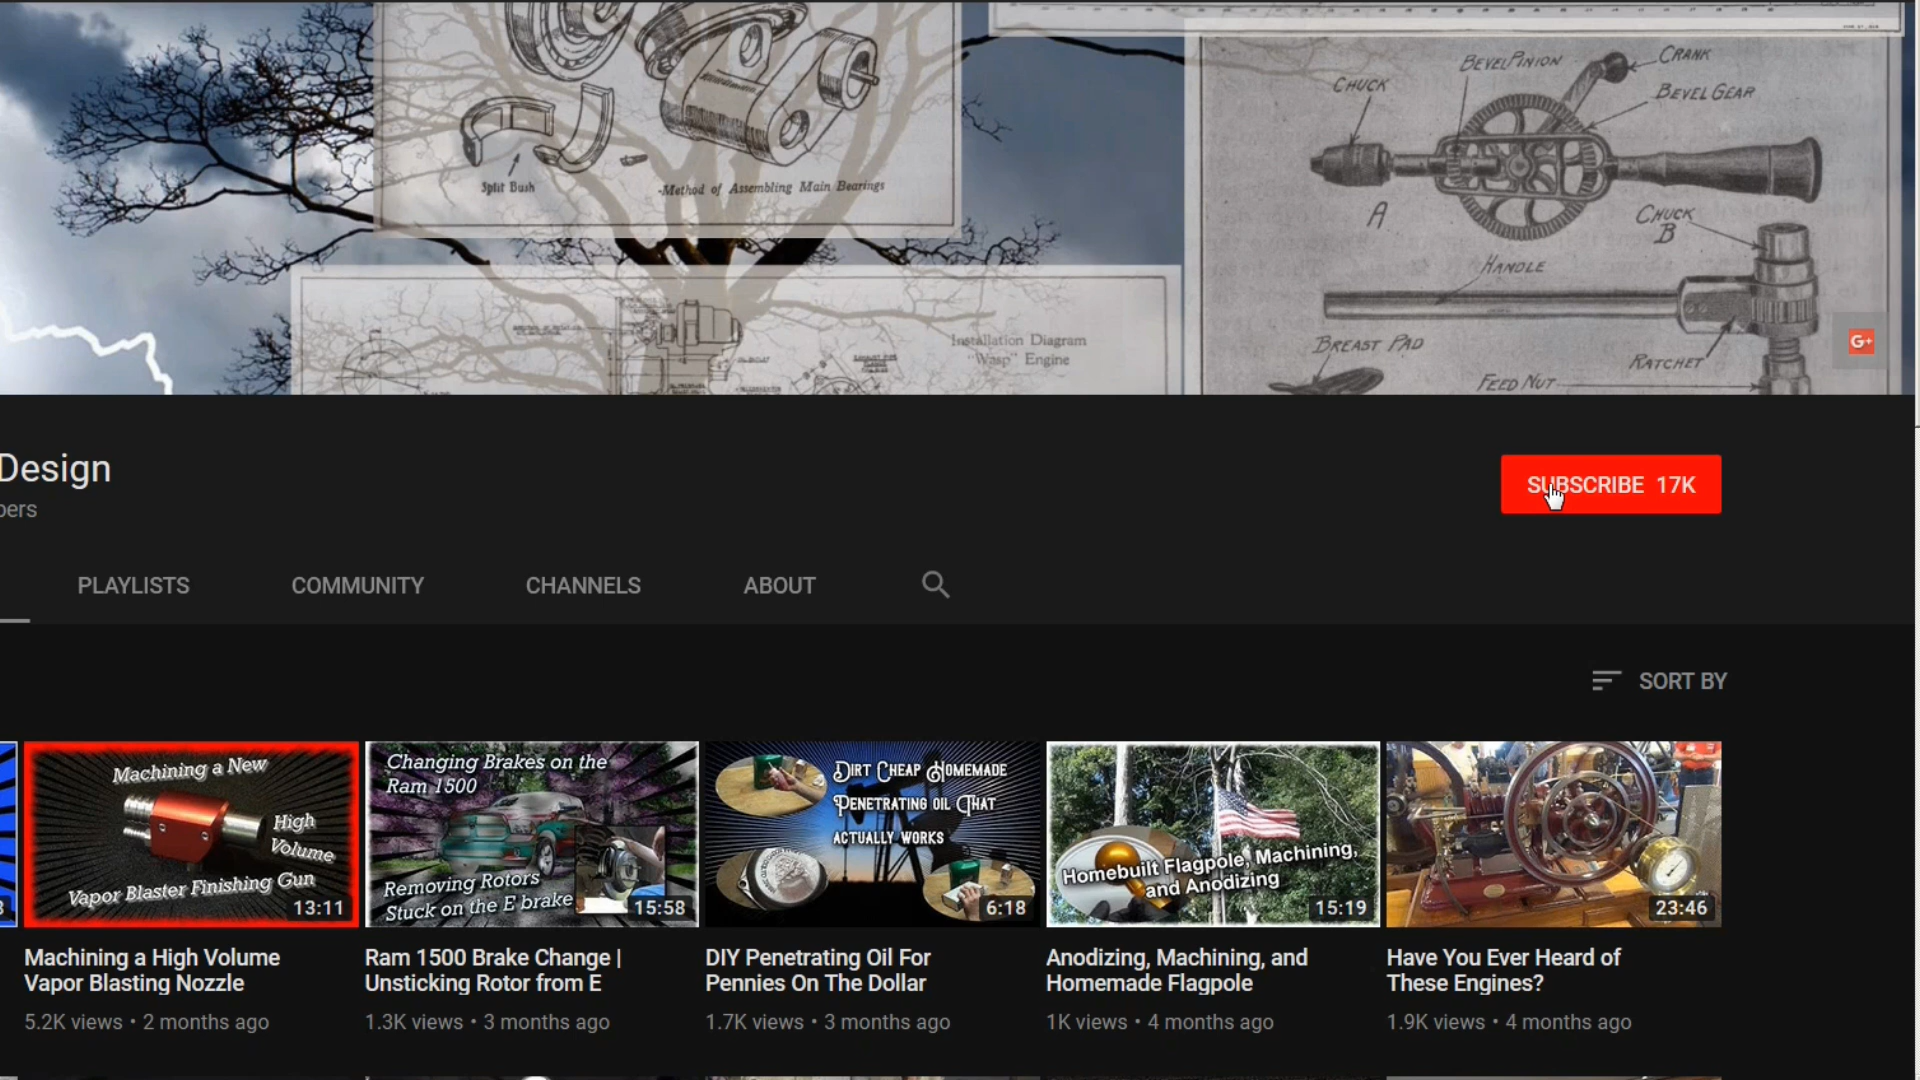 CRANK
BEVEL PINION
CHUCK
BEVEL GEAR
Split Bush
-Method of Assembling Main Bearings
A
CHUCK
B
HANDLE
Installation Diagram
"Wasp" Engine
BREAST PAD
RATCHET
FEED NUT
G+
Design
bers
SUBSCRIBE 17K
PLAYLISTS
COMMUNITY
CHANNELS
ABOUT
SORT BY
Machining a New
High
Volume
Vapor Blaster Finishing Gun
13:11
Changing Brakes on the
Ram 1500
Removing Rotors
Stuck on the E brake
15:58
DIRT CHEAP HOMEMADE
PENETRATING OIL THAT
ACTUALLY WORKS
6:18
Homebuilt Flagpole, Machining,
and Anodizing
15:19
23:46
Machining a High Volume
Vapor Blasting Nozzle
5.2K views • 2 months ago
Ram 1500 Brake Change |
Unsticking Rotor from E
1.3K views • 3 months ago
DIY Penetrating Oil For
Pennies On The Dollar
1.7K views • 3 months ago
Anodizing, Machining, and
Homemade Flagpole
1K views • 4 months ago
Have You Ever Heard of
These Engines?
1.9K views • 4 months ago